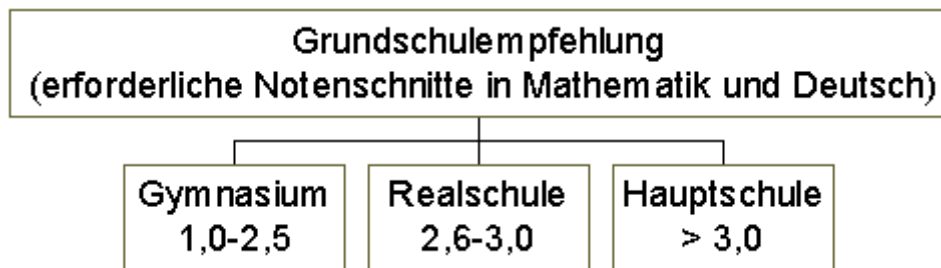 Grundschulempfehlung
(erforderliche Notenschnitte in Mathematik und Deutsch)
Gymnasium
1,0-2,5
Realschule
2,6-3,0
Hauptschule
> 3,0